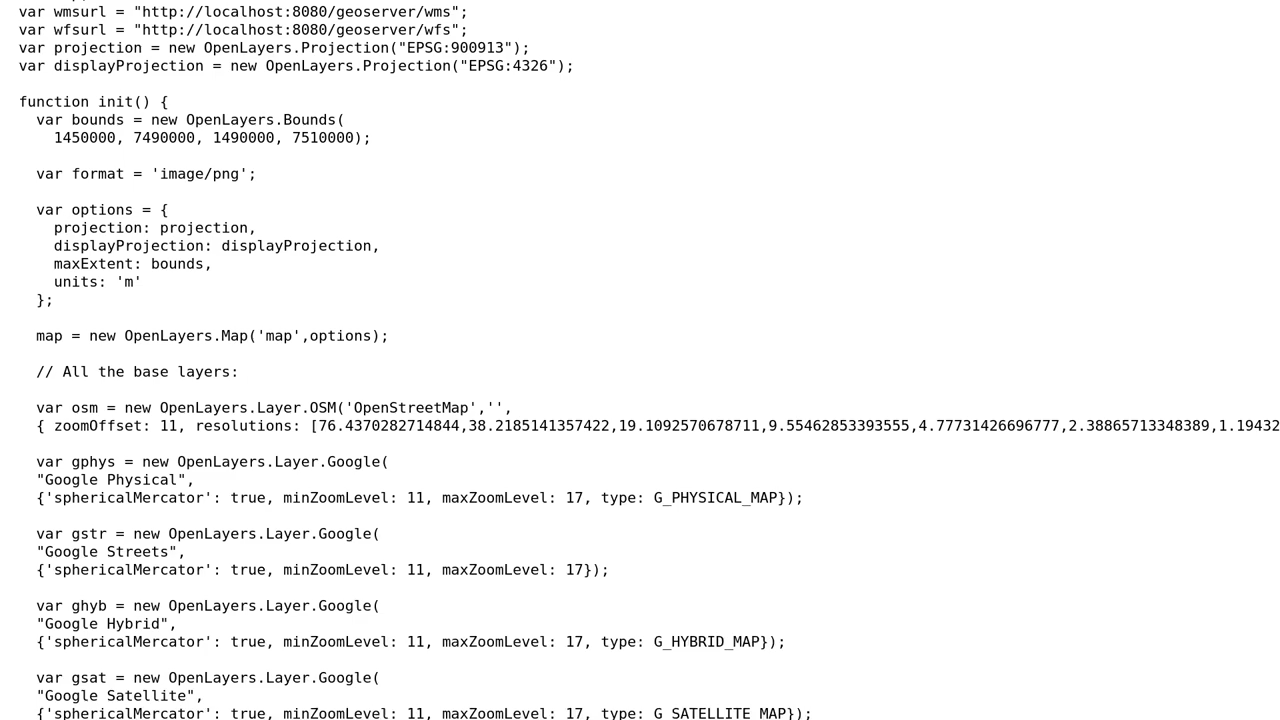 var wmsurl = "http://localhost:8080/geoserver/wms";
var wfsurl = "http://localhost:8080/geoserver/wfs";
var projection = new OpenLayers.Projection("EPSG:900913");
var displayProjection = new OpenLayers.Projection("EPSG:4326");
function init() {
var bounds = new OpenLayers.Bounds(
1450000, 7490000, 1490000, 7510000);
var format = 'image/png';
var options = {
projection: projection,
displayProjection: displayProjection,
maxExtent: bounds,
units: 'm'
};
map = new OpenLayers.Map('map',options);
// All the base layers:
var osm = new OpenLayers.Layer.OSM('OpenStreetMap','',
{ zoomOffset: 11, resolutions: [76.4370282714844,38.2185141357422,19.1092570678711,9.55462853393555,4.77731426696777,2.38865713348389,1.19432
var gphys = new OpenLayers.Layer.Google(
"Google Physical",
{'sphericalMercator': true, minZoomLevel: 11, maxZoomLevel: 17, type: G_PHYSICAL_MAP});
var gstr = new OpenLayers.Layer.Google(
"Google Streets",
{'sphericalMercator': true, minZoomLevel: 11, maxZoomLevel: 17});
var ghyb = new OpenLayers.Layer.Google(
"Google Hybrid",
{'sphericalMercator': true, minZoomLevel: 11, maxZoomLevel: 17, type: G_HYBRID_MAP});
var gsat = new OpenLayers.Layer.Google(
"Google Satellite",
{'sphericalMercator': true, minZoomLevel: 11, maxZoomLevel: 17, type: G_SATELLITE_MAP});